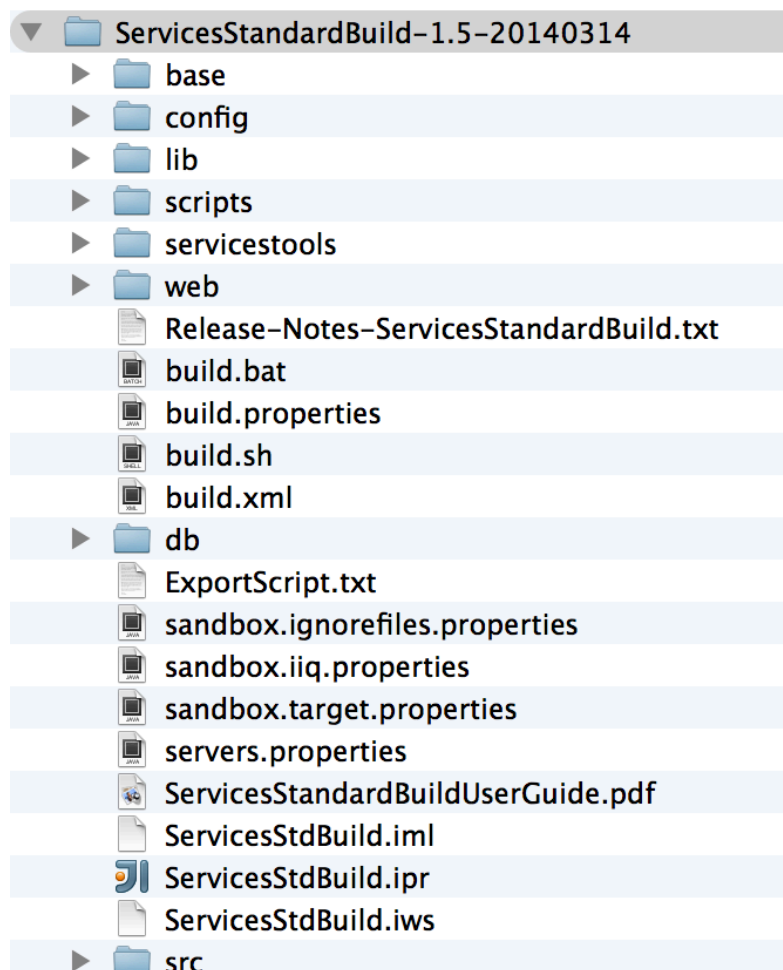 ServicesStandardBuild-1.5-20140314
base
config
lib
scripts
servicestools
web
Release-Notes-ServicesStandardBuild.txt
build.bat
build.properties
build.sh
build.xml
db
ExportScript.txt
sandbox.ignorefiles.properties
sandbox.iiq.properties
sandbox.target.properties
servers.properties
ServicesStandardBuildUserGuide.pdf
ServicesStdBuild.iml
ServicesStdBuild.ipr
ServicesStdBuild.iws
src